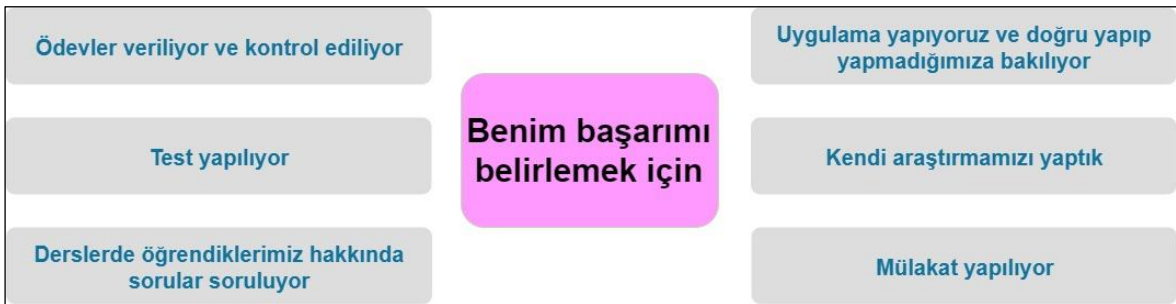 Ödevler veriliyor ve kontrol ediliyor
Test yapılıyor
Derslerde öğrendiklerimiz hakkında
sorular soruluyor
Benim başarımı
belirlemek için
Uygulama yapıyoruz ve doğru yapıp
yapmadığımıza bakılıyor
Kendi araştırmamızı yaptık
Mülakat yapılıyor